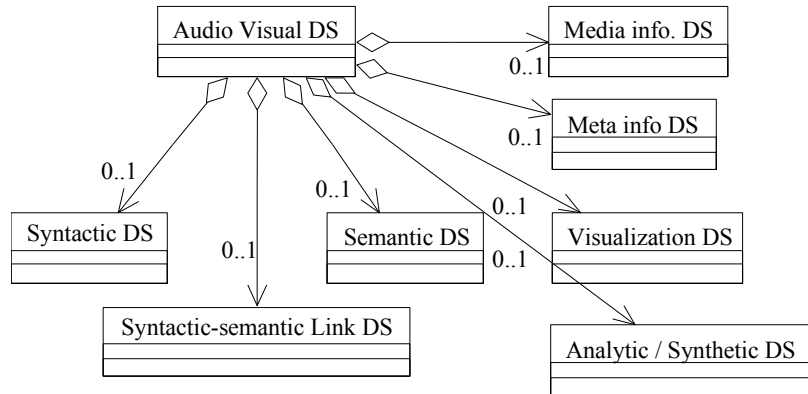 Audio Visual DS
Media info. DS
0..1
Meta info DS
0..1
0..1
0..1
0..1
Syntactic DS
0..1
Semantic DS
Visualization DS
0..1
Syntactic-semantic Link DS
Analytic / Synthetic DS